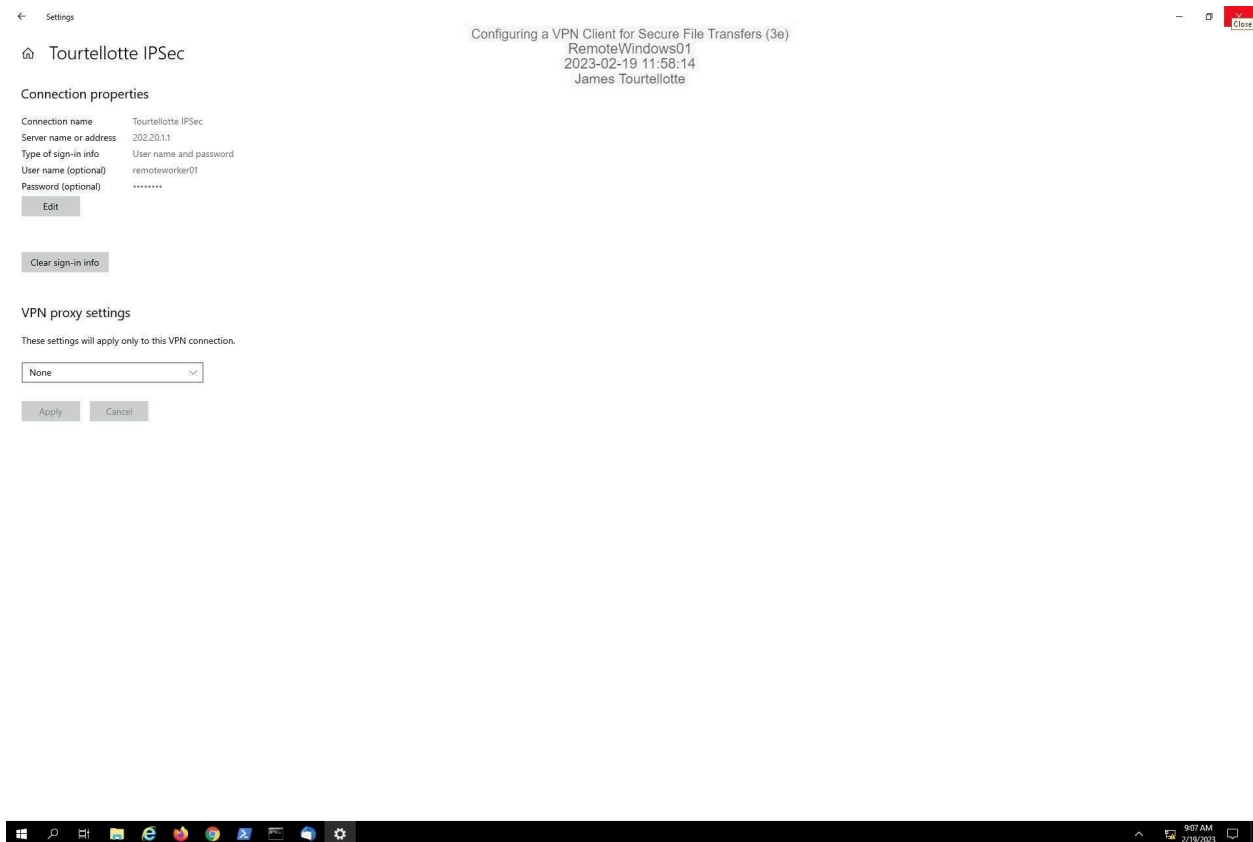 Settings
Close
Configuring a VPN Client for Secure File Transfers (3e)
RemoteWindows01
2023-02-19 11:58:14
James Tourtellotte
Tourtellotte IPSec
Connection properties
Connection name Tourtellotte IPSec
Server name or address 202.20.1.1
Type of sign-in info User name and password
User name (optional) remoteworker01
Password (optional) ••••••••
Edit
Clear sign-in info
VPN proxy settings
These settings will apply only to this VPN connection.
None
Apply Cancel
9:07 AM
2/19/2023